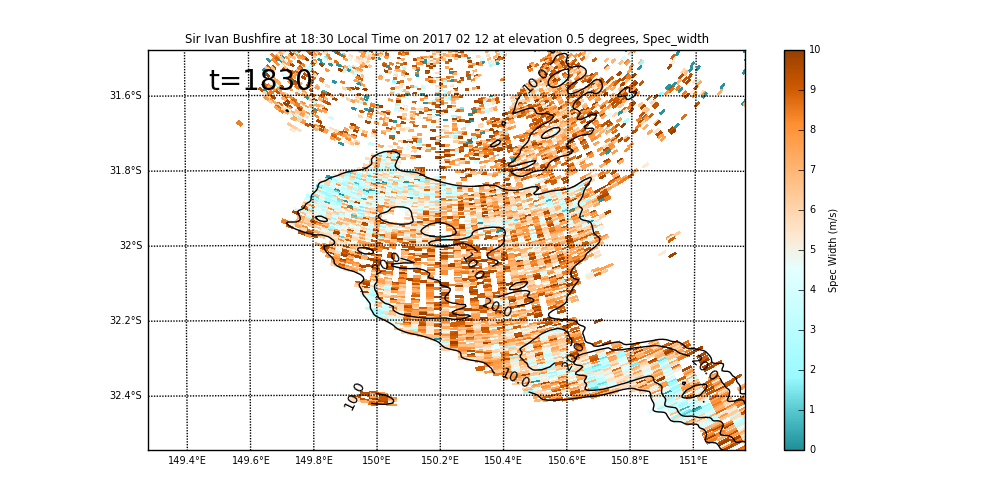 Sir Ivan Bushfire at 18:30 Local Time on 2017 02 12 at elevation 0.5 degrees, Spec_width
t=1830
31.6°S
31.8°S
32°S
32.2°S
32.4°S
149.4°E 149.6°E 149.8°E 150°E 150.2°E 150.4°E 150.6°E 150.8°E 151°E
10.0
10.0
20.0
10.0
10.0
10
9
8
7
6
5
4
3
2
1
0
Spec Width (m/s)